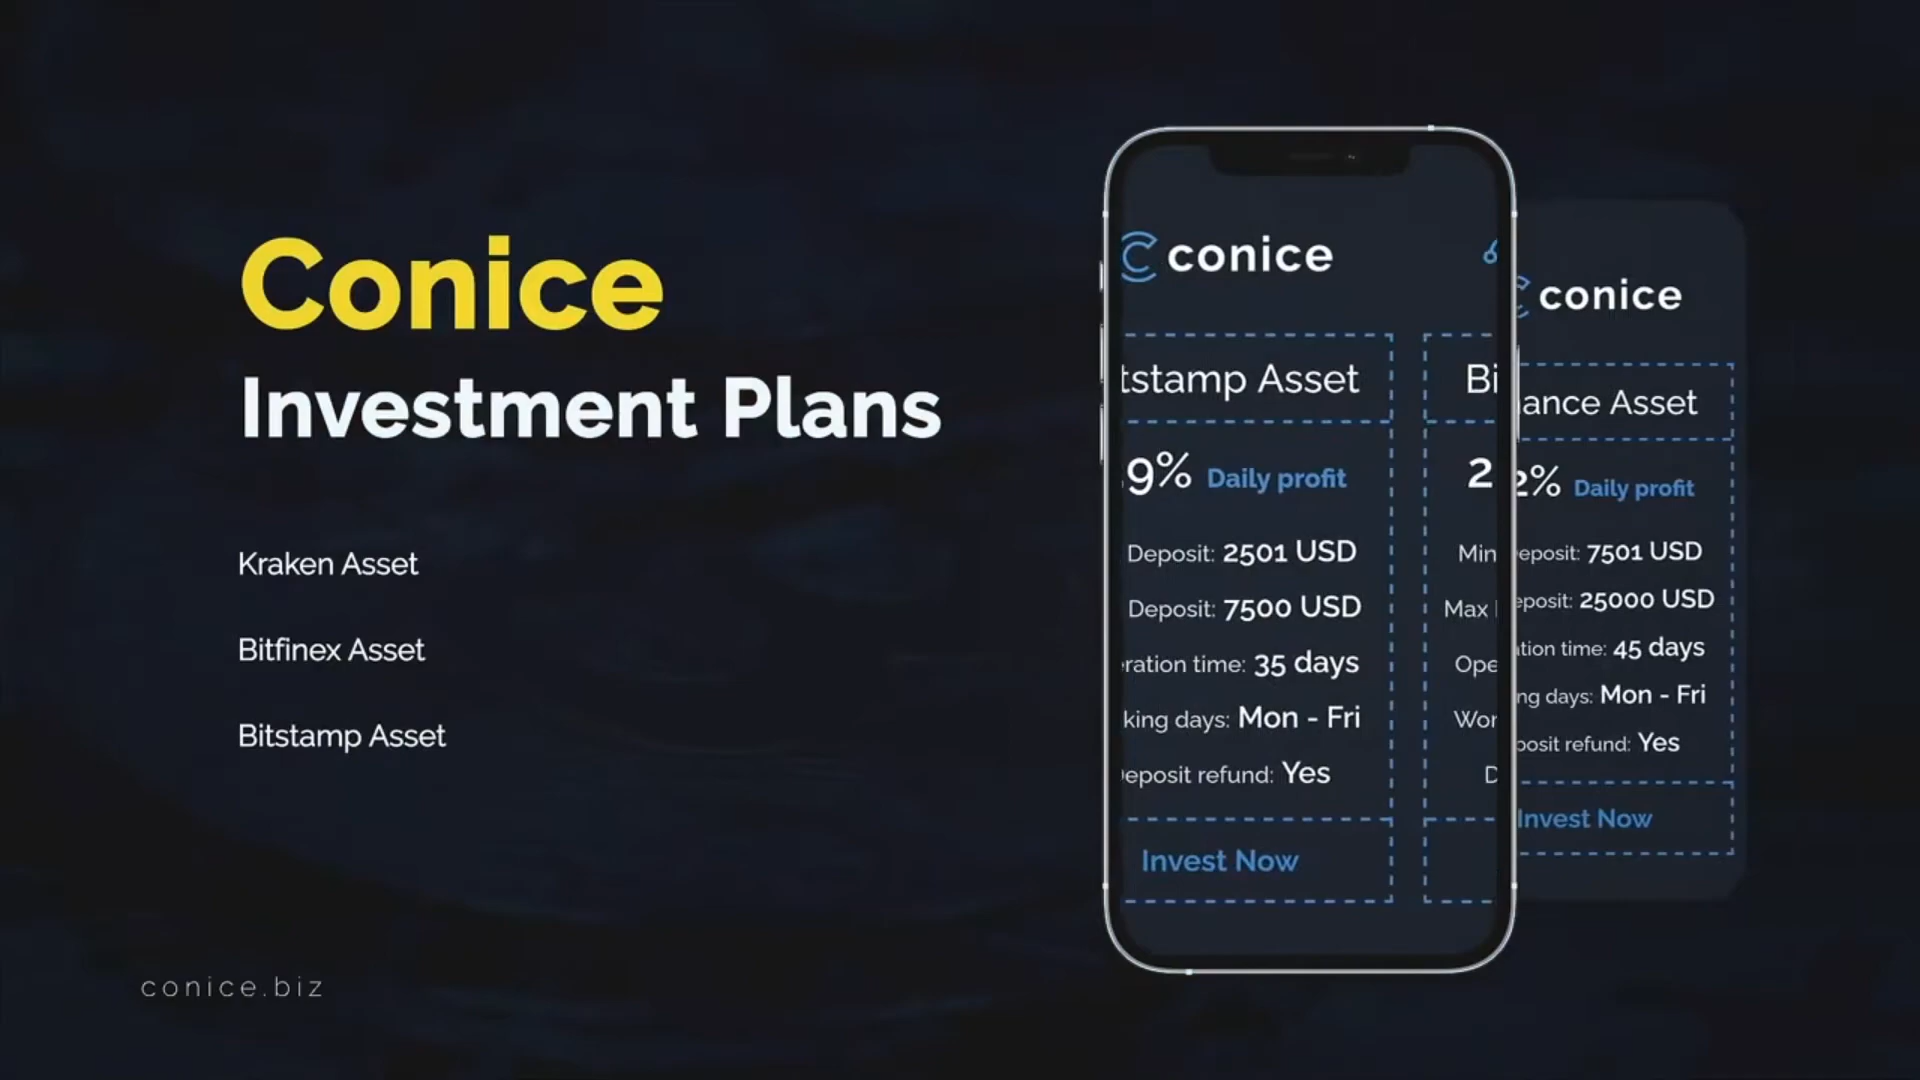 Conice
Investment Plans
Kraken Asset
Bitfinex Asset
Bitstamp Asset
conice.biz
conice
tstamp Asset
.9% Daily profit
Deposit: 2501 USD
Deposit: 7500 USD
ration time: 35 days
king days: Mon - Fri
eposit refund: Yes
Invest Now
Bi
2
Min
Max
Ope
Wor
D
conice
ance Asset
2% Daily profit
eposit: 7501 USD
eposit: 25000 USD
tion time: 45 days
ng days: Mon - Fri
posit refund: Yes
Invest Now